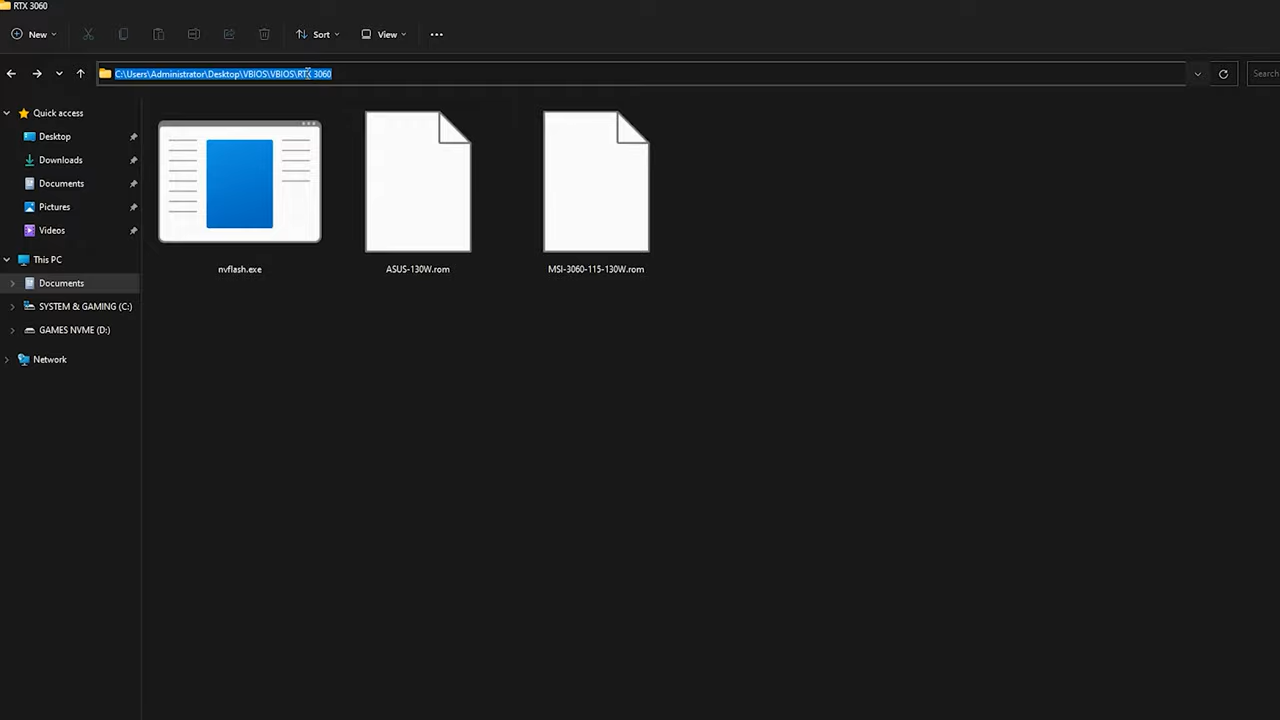 RTX 3060
New
Sort
View
C:\Users\Administrator\Desktop\VBIOS\VBIOS\RTX 3060
Search
Quick access
Desktop
Downloads
Documents
Pictures
Videos
This PC
Documents
SYSTEM & GAMING (C:)
GAMES NVME (D:)
Network
nvflash.exe
ASUS-130W.rom
MSI-3060-115-130W.rom